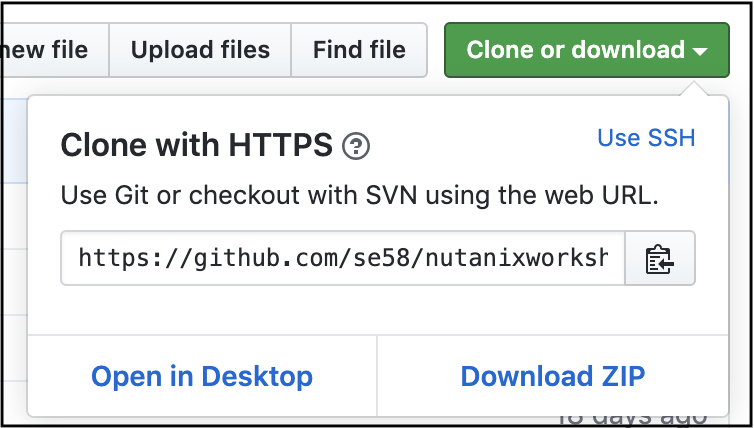 new file
Upload files
Find file
Clone or download
Clone with HTTPS ?
Use SSH
Use Git or checkout with SVN using the web URL.
https://github.com/se58/nutanixworksh
Open in Desktop
Download ZIP
18 days ago